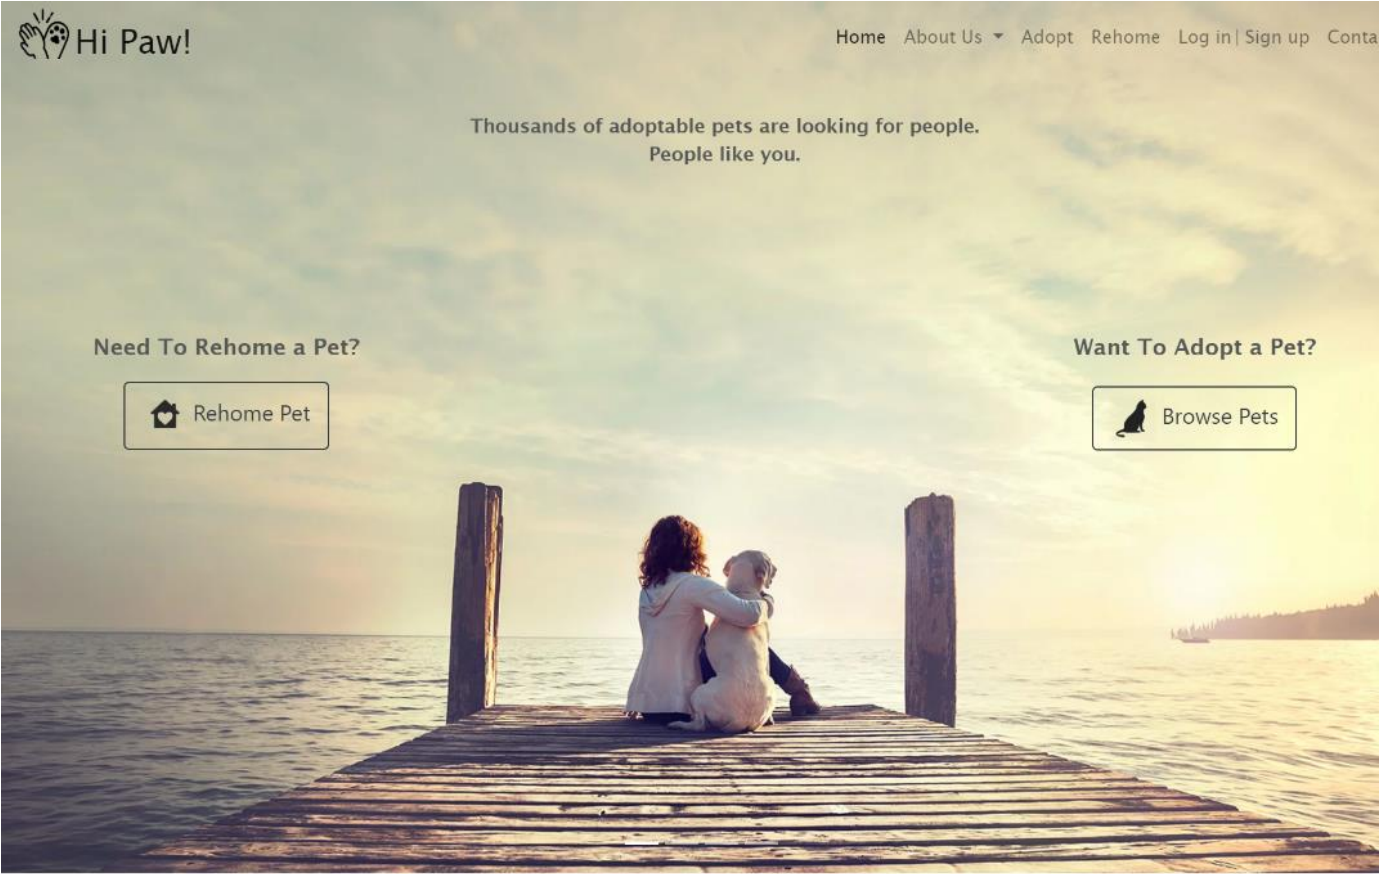 Hi Paw!
Home About Us Adopt Rehome Log in | Sign up Conta
Thousands of adoptable pets are looking for people.
People like you.
Need To Rehome a Pet?
Rehome Pet
Want To Adopt a Pet?
Browse Pets